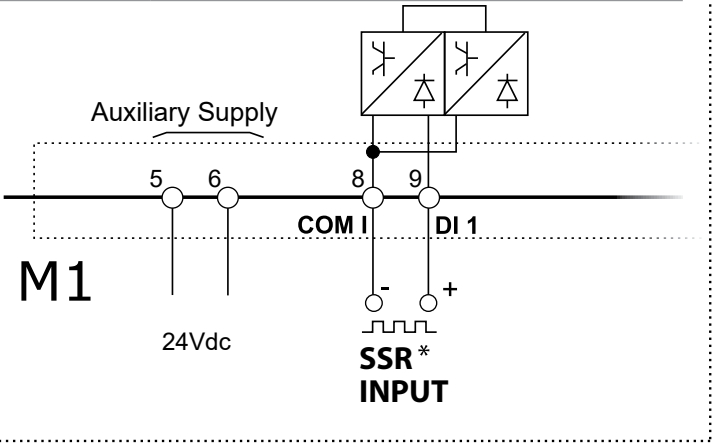 Auxiliary Supply
5 6 8 9
COM I DI 1
M1
- +
24Vdc
SSR*
INPUT